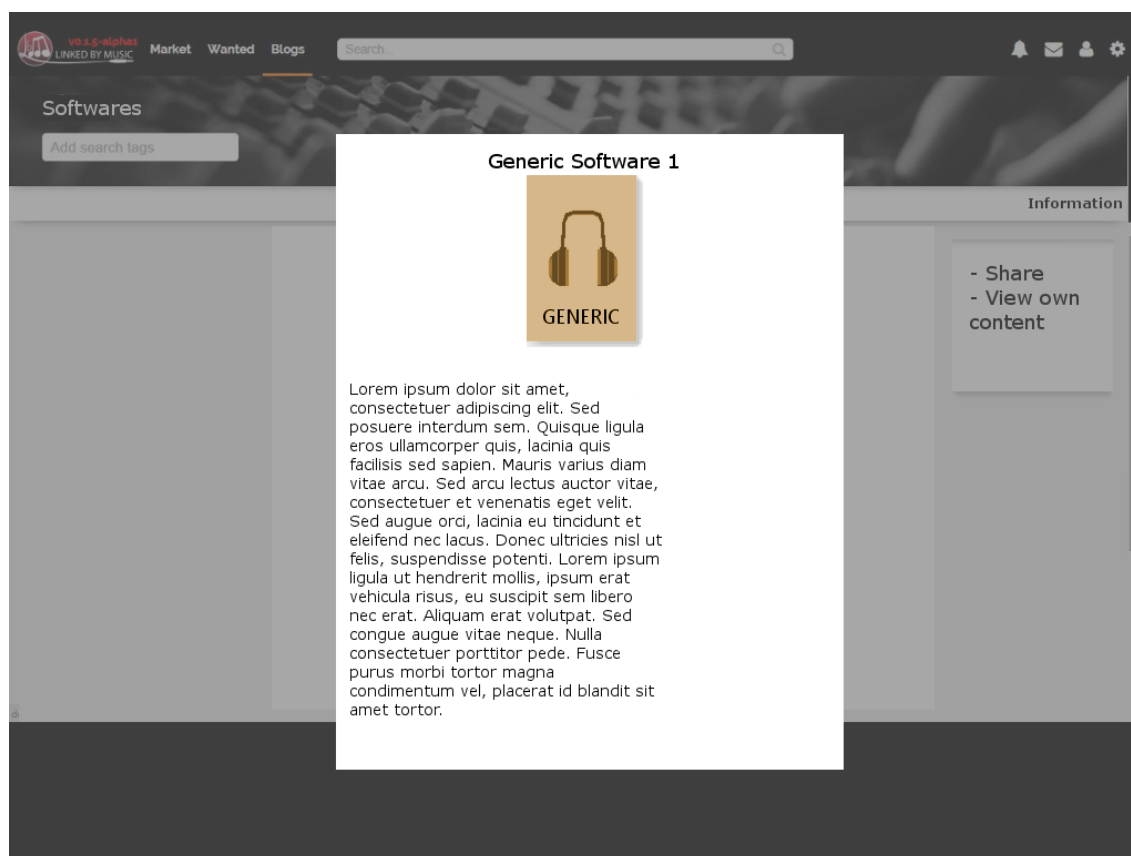 v0.1.5-alpha8
LINKED BY MUSIC
Market Wanted Blogs
Search...
Softwares
Add search tags
Information
- Share
- View own
content
Generic Software 1
GENERIC
Lorem ipsum dolor sit amet,
consectetuer adipiscing elit. Sed
posuere interdum sem. Quisque ligula
eros ullamcorper quis, lacinia quis
facilisis sed sapien. Mauris varius diam
vitae arcu. Sed arcu lectus auctor vitae,
consectetuer et venenatis eget velit.
Sed augue orci, lacinia eu tincidunt et
eleifend nec lacus. Donec ultricies nisl ut
felis, suspendisse potenti. Lorem ipsum
ligula ut hendrerit mollis, ipsum erat
vehicula risus, eu suscipit sem libero
nec erat. Aliquam erat volutpat. Sed
congue augue vitae neque. Nulla
consectetuer porttitor pede. Fusce
purus morbi tortor magna
condimentum vel, placerat id blandit sit
amet tortor.